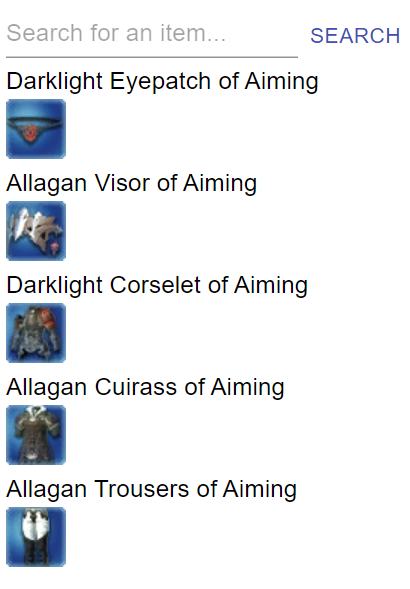 Search for an item...
SEARCH
Darklight Eyepatch of Aiming
Allagan Visor of Aiming
Darklight Corselet of Aiming
Allagan Cuirass of Aiming
Allagan Trousers of Aiming